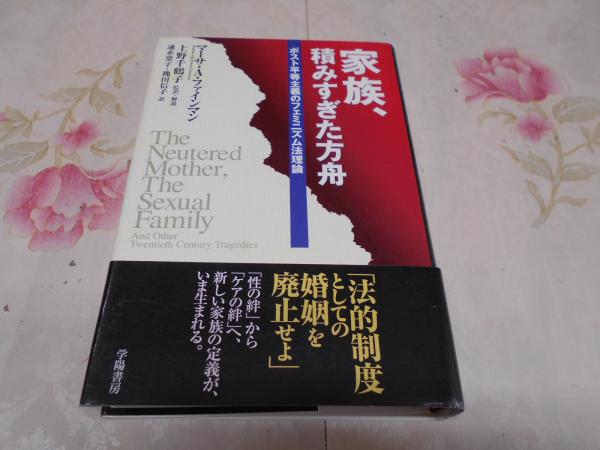 家族、
積みすぎた方舟
ポスト平等主義のフェミニズム法理論
マーサ・A・ファインマン
上野千鶴子 監訳・解説
速水葉子・穐田信子 訳
The
Neutered
Mother,
The
Sexual
Family
And Other
Twentieth Century Tragedies
「法的制度
としての
婚姻を
廃止せよ」
「性の絆」から
「ケアの絆」へ、
新しい家族の定義が、
いま生まれる。
学陽書房